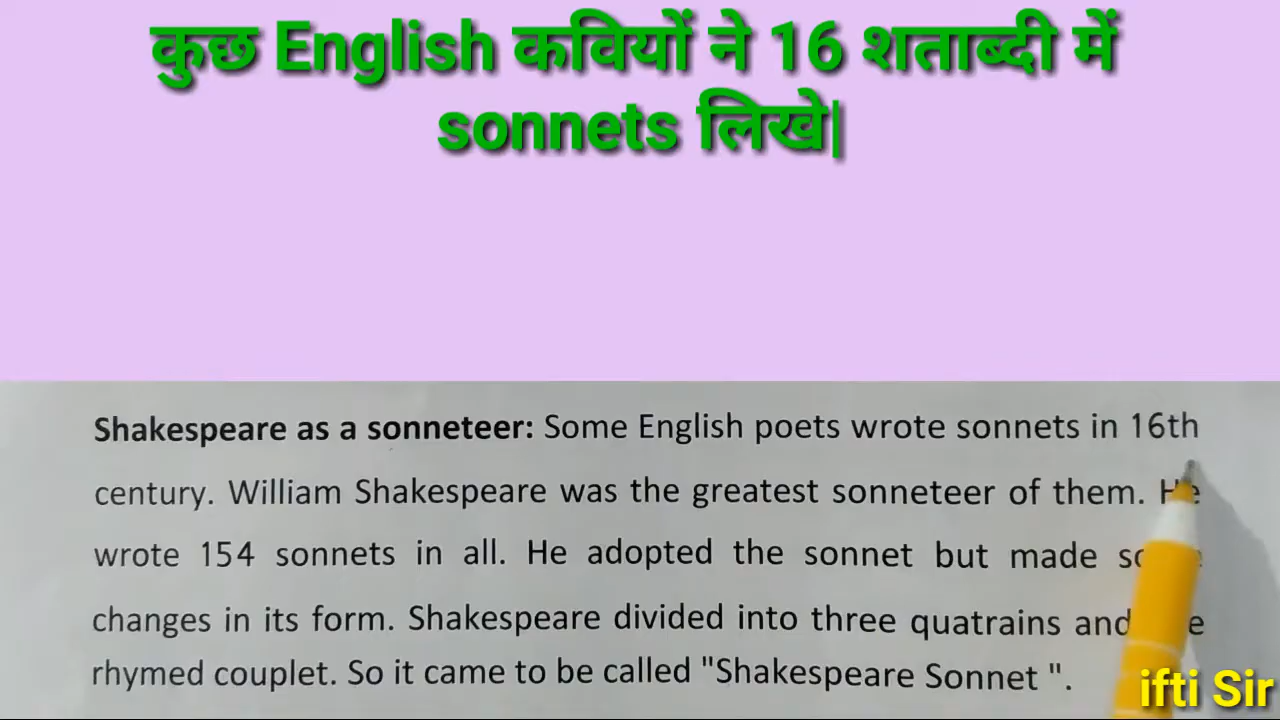 कुछ English कवियों ने 16 शताब्दी में
sonnets लिखे|
Shakespeare as a sonneteer: Some English poets wrote sonnets in 16th
century. William Shakespeare was the greatest sonneteer of them. He
wrote 154 sonnets in all. He adopted the sonnet but made
changes in its form. Shakespeare divided into three quatrains and
rhymed couplet. So it came to be called "Shakespeare Sonnet ".
ifti Sir